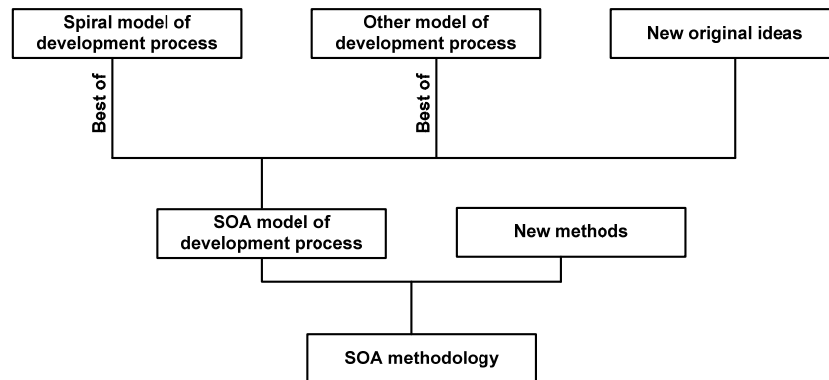 Spiral model of
development process
Other model of
development process
New original ideas
Best of
Best of
SOA model of
development process
New methods
SOA methodology